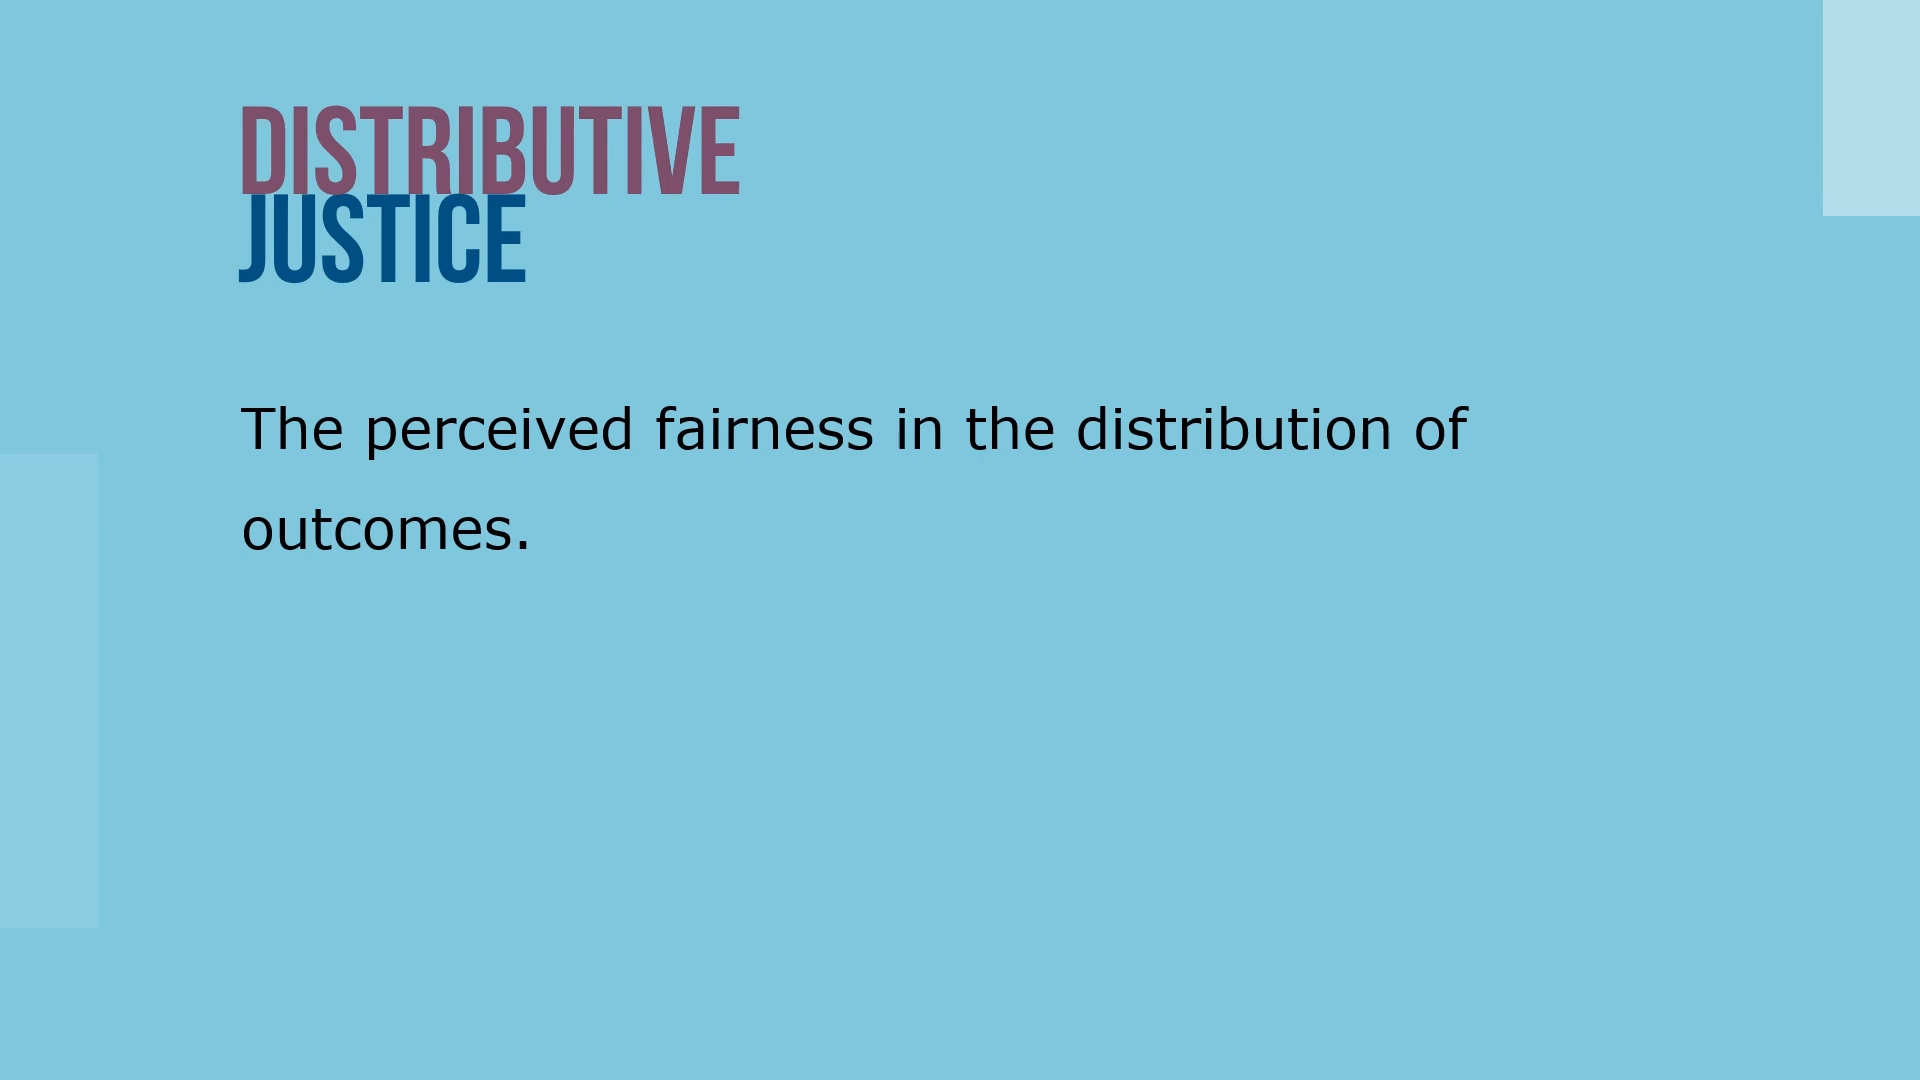 DISTRIBUTIVE
JUSTICE
The perceived fairness in the distribution of
outcomes.